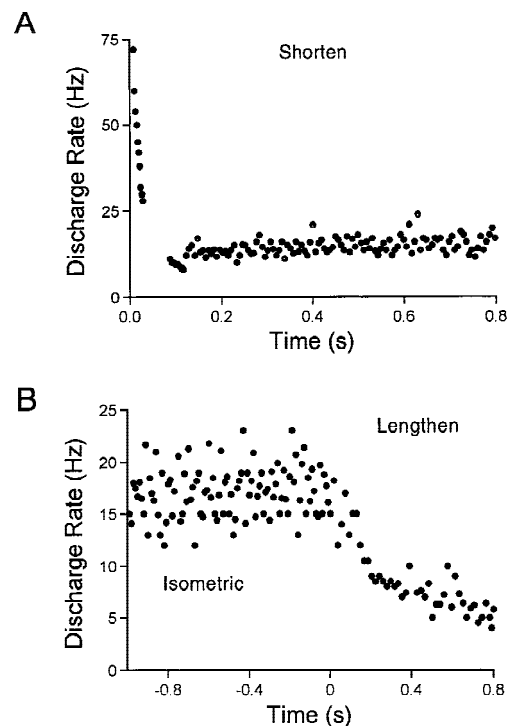 A
Shorten
Discharge Rate (Hz)
75
50
25
0
0.0 0.2 0.4 0.6 0.8
Time (s)
B
Lengthen
Discharge Rate (Hz)
25
20
15
10
5
0
Isometric
-0.8 -0.4 0 0.4 0.8
Time (s)